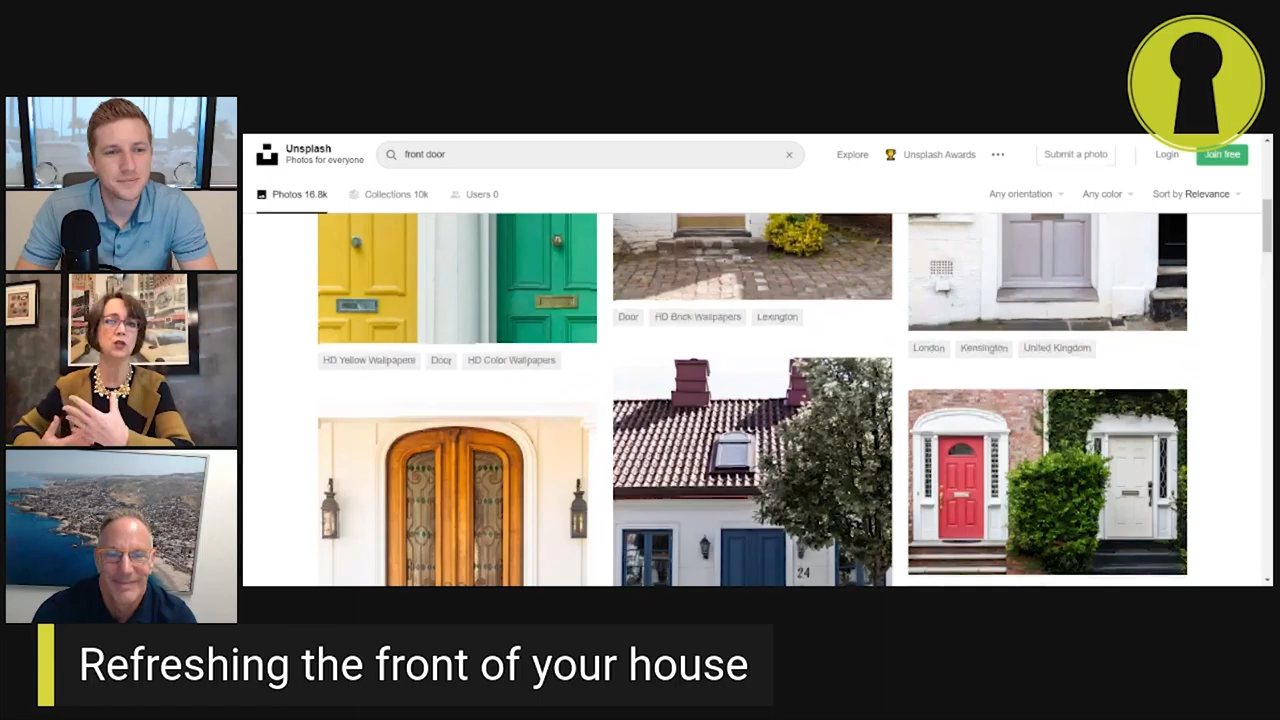 Unsplash
Photos for everyone
front door
Explore
Unsplash Awards
Submit a photo
Login
Join free
Photos 16.8k
Collections 10k
Users 0
Any orientation
Any color
Sort by Relevance
Door
HD Brick Wallpapers
Lexington
London
Kensington
United Kingdom
HD Yellow Wallpapers
Door
HD Color Wallpapers
24
Refreshing the front of your house